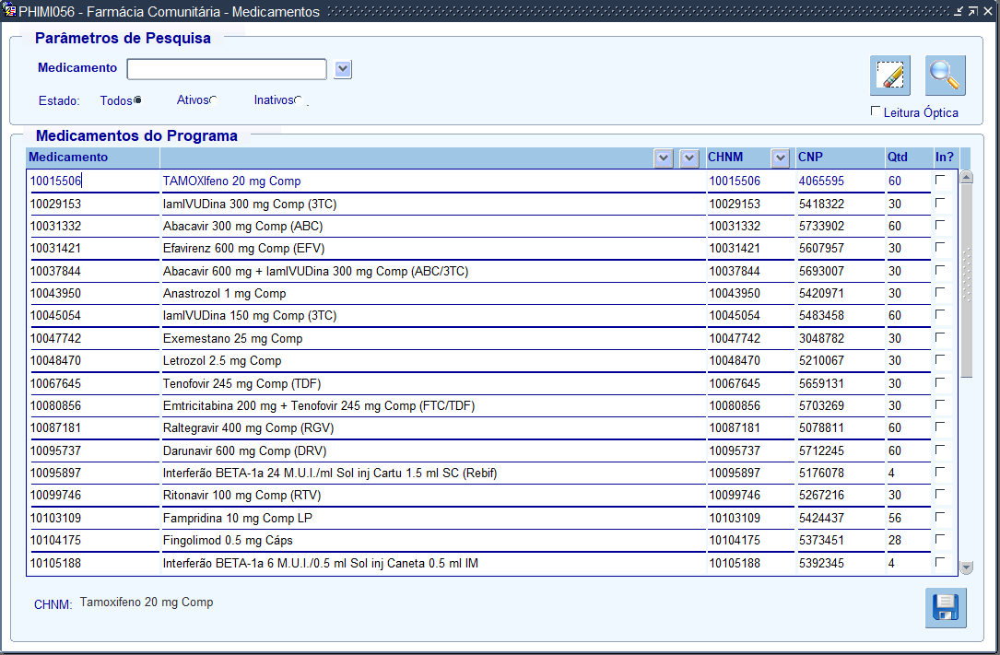 PHIMI056 - Farmácia Comunitária - Medicamentos
Parâmetros de Pesquisa
Medicamento
Estado: Todos Ativos Inativos .
Leitura Óptica
Medicamentos do Programa
Medicamento CHNM CNP Qtd In?
10015506 TAMOXIfeno 20 mg Comp 10015506 4065595 60
10029153 lamIVUDina 300 mg Comp (3TC) 10029153 5418322 30
10031332 Abacavir 300 mg Comp (ABC) 10031332 5733902 60
10031421 Efavirenz 600 mg Comp (EFV) 10031421 5607957 30
10037844 Abacavir 600 mg + lamIVUDina 300 mg Comp (ABC/3TC) 10037844 5693007 30
10043950 Anastrozol 1 mg Comp 10043950 5420971 30
10045054 lamIVUDina 150 mg Comp (3TC) 10045054 5483458 60
10047742 Exemestano 25 mg Comp 10047742 3048782 30
10048470 Letrozol 2.5 mg Comp 10048470 5210067 30
10067645 Tenofovir 245 mg Comp (TDF) 10067645 5659131 30
10080856 Emtricitabina 200 mg + Tenofovir 245 mg Comp (FTC/TDF) 10080856 5703269 30
10087181 Raltegravir 400 mg Comp (RGV) 10087181 5078811 60
10095737 Darunavir 600 mg Comp (DRV) 10095737 5712245 60
10095897 Interferão BETA-1a 24 M.U.I./ml Sol inj Cartu 1.5 ml SC (Rebif) 10095897 5176078 4
10099746 Ritonavir 100 mg Comp (RTV) 10099746 5267216 30
10103109 Fampridina 10 mg Comp LP 10103109 5424437 56
10104175 Fingolimod 0.5 mg Cáps 10104175 5373451 28
10105188 Interferão BETA-1a 6 M.U.I./0.5 ml Sol inj Caneta 0.5 ml IM 10105188 5392345 4
CHNM: Tamoxifeno 20 mg Comp